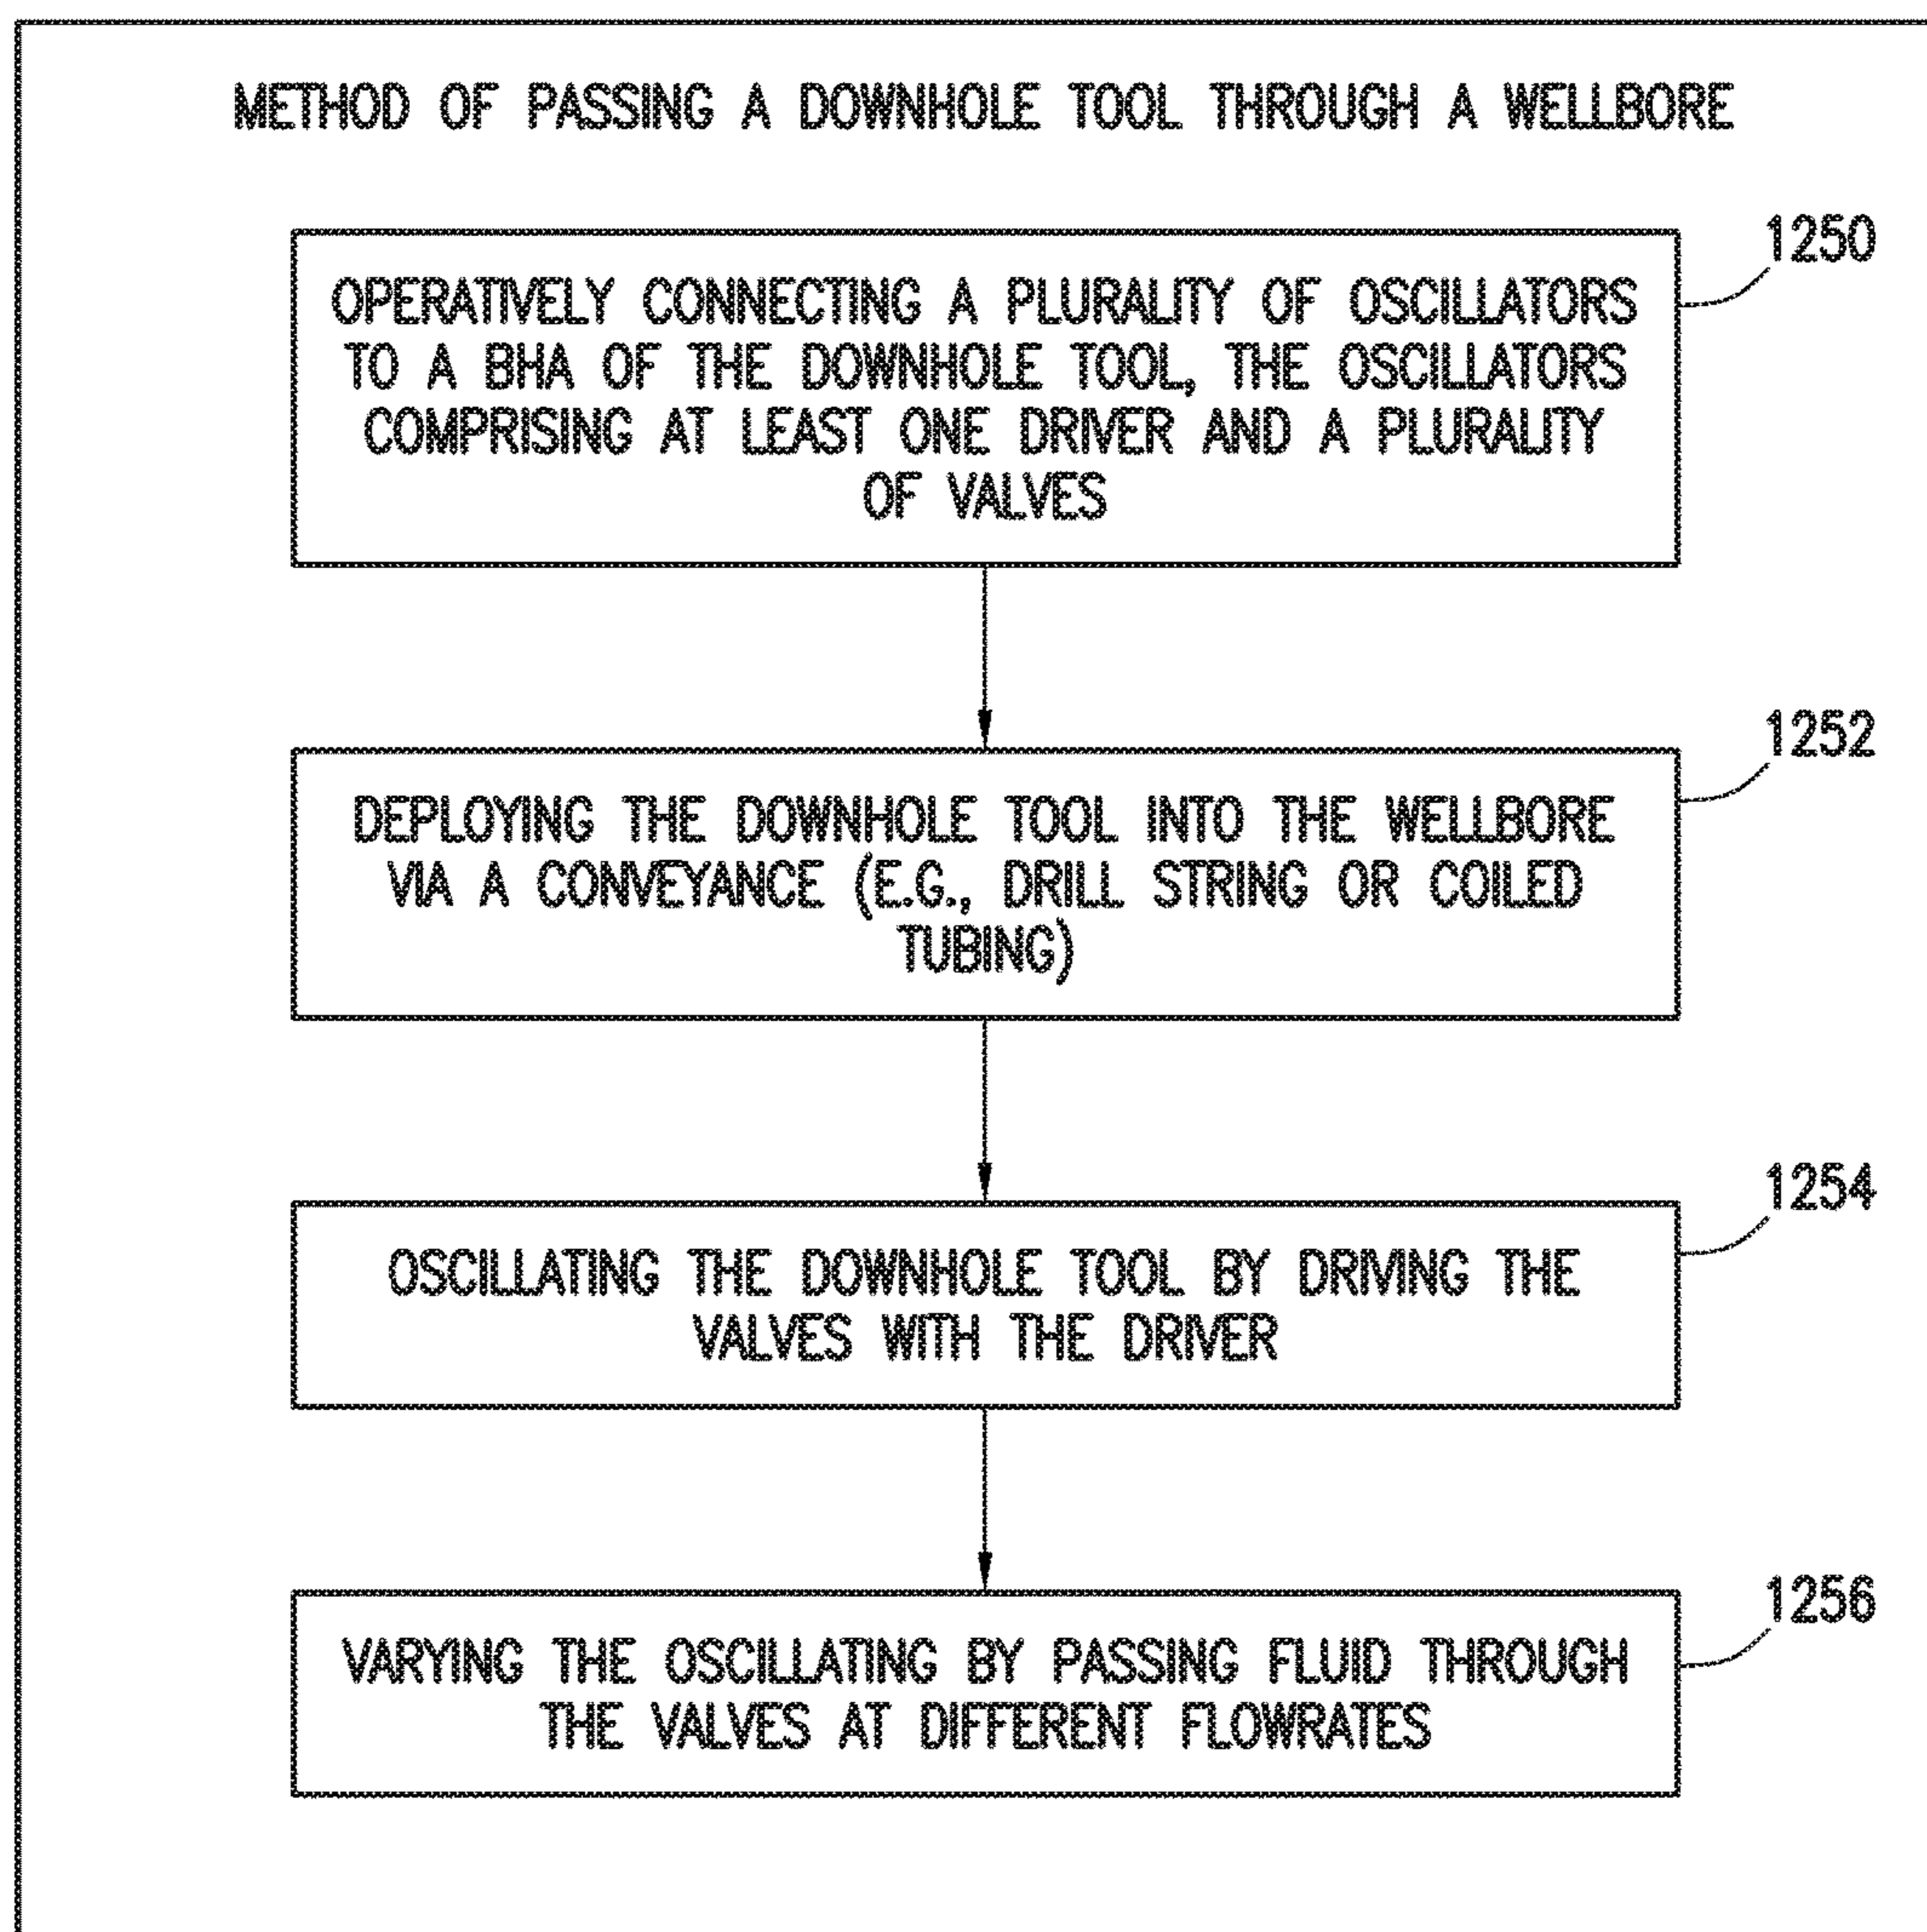 METHOD OF PASSING A DOWNHOLE TOOL THROUGH A WELLBORE
1250
OPERATIVELY CONNECTING A PLURALITY OF OSCILLATORS
TO A BHA OF THE DOWNHOLE TOOL, THE OSCILLATORS
COMPRISING AT LEAST ONE DRIVER AND A PLURALITY
OF VALVES
1252
DEPLOYING THE DOWNHOLE TOOL INTO THE WELLBORE
VIA A CONVEYANCE (E.G., DRILL STRING OR COILED
TUBING)
1254
OSCILLATING THE DOWNHOLE TOOL BY DRIVING THE
VALVES WITH THE DRIVER
1256
VARYING THE OSCILLATING BY PASSING FLUID THROUGH
THE VALVES AT DIFFERENT FLOWRATES